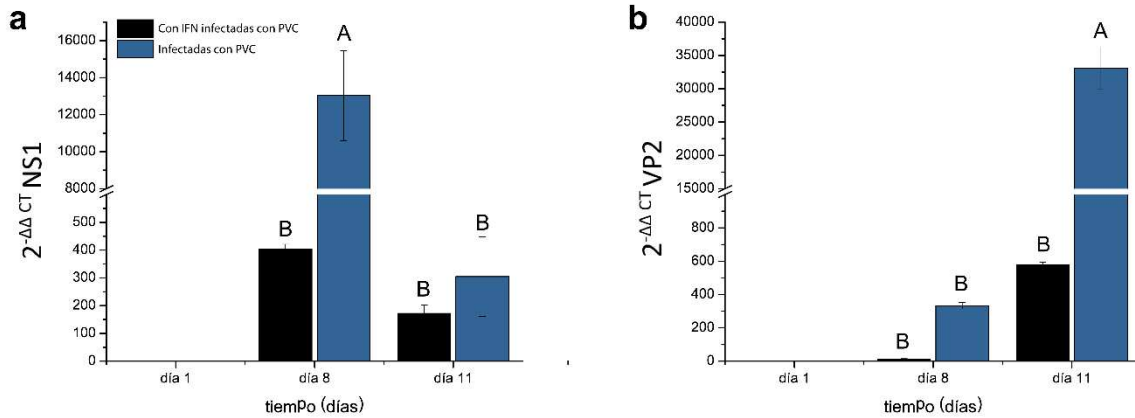 a
Con IFN infectadas con PVC
Infectadas con PVC
2^-ΔΔ CT NS1
16000
14000
12000
10000
8000
500
400
300
200
100
0
B
A
B
B
día 1
día 8
día 11
tiemPo (días)
b
2^-ΔΔ CT VP2
40000
35000
30000
25000
20000
15000
800
600
400
200
0
B
B
B
A
día 1
día 8
día 11
tiemPo (días)